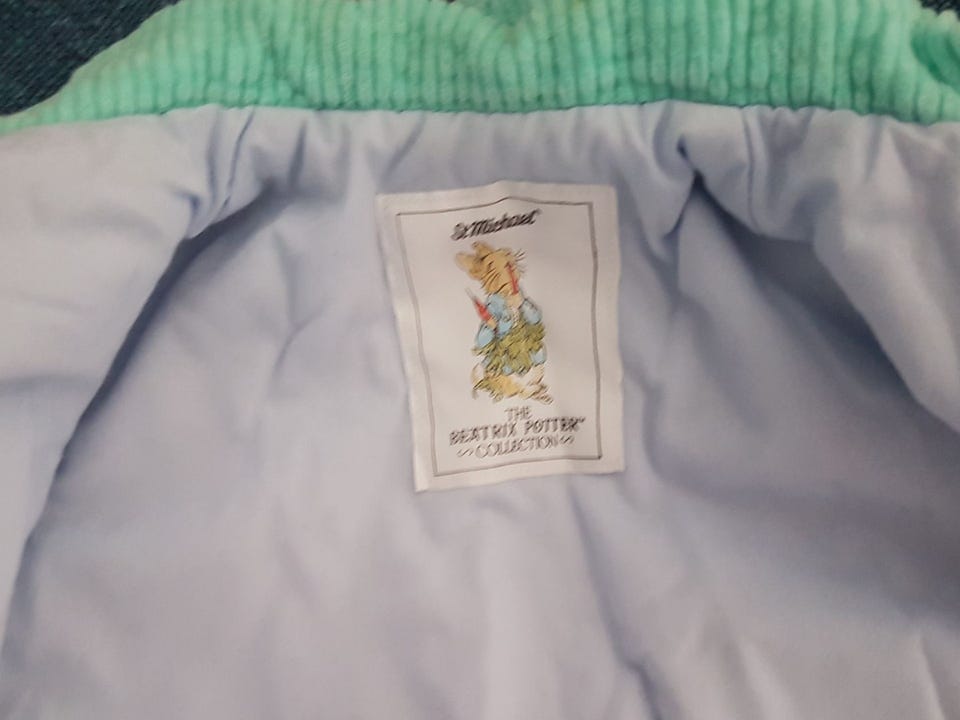 St Michael®
THE
BEATRIX POTTER™
COLLECTION